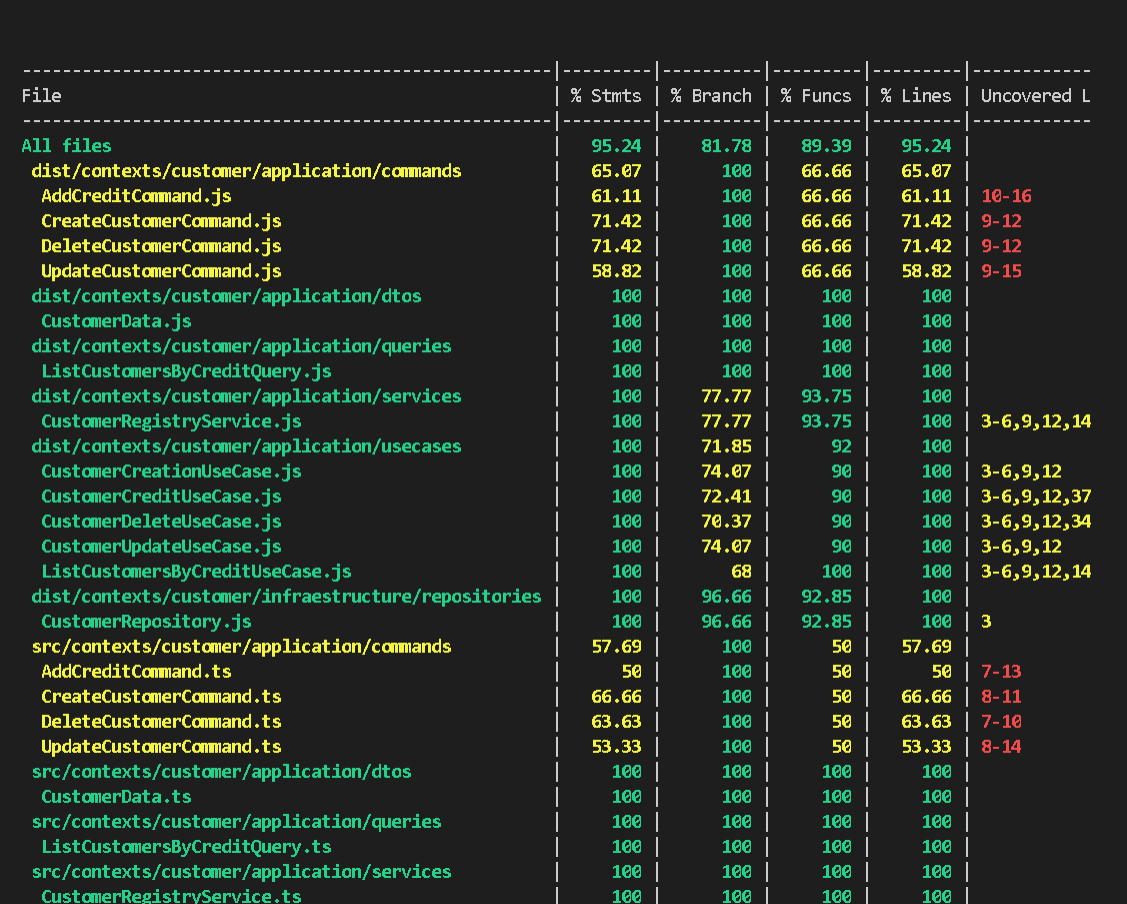 -----------------------------------------------------|---------|----------|---------|---------|------------
File | % Stmts | % Branch | % Funcs | % Lines | Uncovered L
-----------------------------------------------------|---------|----------|---------|---------|------------
All files | 95.24 | 81.78 | 89.39 | 95.24 |
dist/contexts/customer/application/commands | 65.07 | 100 | 66.66 | 65.07 |
AddCreditCommand.js | 61.11 | 100 | 66.66 | 61.11 | 10-16
CreateCustomerCommand.js | 71.42 | 100 | 66.66 | 71.42 | 9-12
DeleteCustomerCommand.js | 71.42 | 100 | 66.66 | 71.42 | 9-12
UpdateCustomerCommand.js | 58.82 | 100 | 66.66 | 58.82 | 9-15
dist/contexts/customer/application/dtos | 100 | 100 | 100 | 100 |
CustomerData.js | 100 | 100 | 100 | 100 |
dist/contexts/customer/application/queries | 100 | 100 | 100 | 100 |
ListCustomersByCreditQuery.js | 100 | 100 | 100 | 100 |
dist/contexts/customer/application/services | 100 | 77.77 | 93.75 | 100 |
CustomerRegistryService.js | 100 | 77.77 | 93.75 | 100 | 3-6,9,12,14
dist/contexts/customer/application/usecases | 100 | 71.85 | 92 | 100 |
CustomerCreationUseCase.js | 100 | 74.07 | 90 | 100 | 3-6,9,12
CustomerCreditUseCase.js | 100 | 72.41 | 90 | 100 | 3-6,9,12,37
CustomerDeleteUseCase.js | 100 | 70.37 | 90 | 100 | 3-6,9,12,34
CustomerUpdateUseCase.js | 100 | 74.07 | 90 | 100 | 3-6,9,12
ListCustomersByCreditUseCase.js | 100 | 68 | 100 | 100 | 3-6,9,12,14
dist/contexts/customer/infraestructure/repositories | 100 | 96.66 | 92.85 | 100 |
CustomerRepository.js | 100 | 96.66 | 92.85 | 100 | 3
src/contexts/customer/application/commands | 57.69 | 100 | 50 | 57.69 |
AddCreditCommand.ts | 50 | 100 | 50 | 50 | 7-13
CreateCustomerCommand.ts | 66.66 | 100 | 50 | 66.66 | 8-11
DeleteCustomerCommand.ts | 63.63 | 100 | 50 | 63.63 | 7-10
UpdateCustomerCommand.ts | 53.33 | 100 | 50 | 53.33 | 8-14
src/contexts/customer/application/dtos | 100 | 100 | 100 | 100 |
CustomerData.ts | 100 | 100 | 100 | 100 |
src/contexts/customer/application/queries | 100 | 100 | 100 | 100 |
ListCustomersByCreditQuery.ts | 100 | 100 | 100 | 100 |
src/contexts/customer/application/services | 100 | 100 | 100 | 100 |
CustomerRegistryService.ts | 100 | 100 | 100 | 100 |